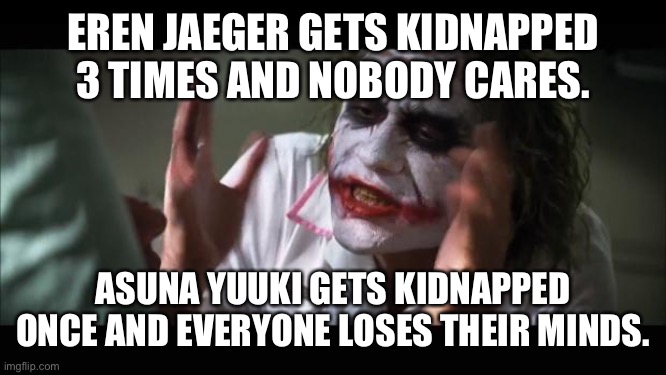 EREN JAEGER GETS KIDNAPPED
3 TIMES AND NOBODY CARES.
ASUNA YUUKI GETS KIDNAPPED
ONCE AND EVERYONE LOSES THEIR MINDS.
imgflip.com